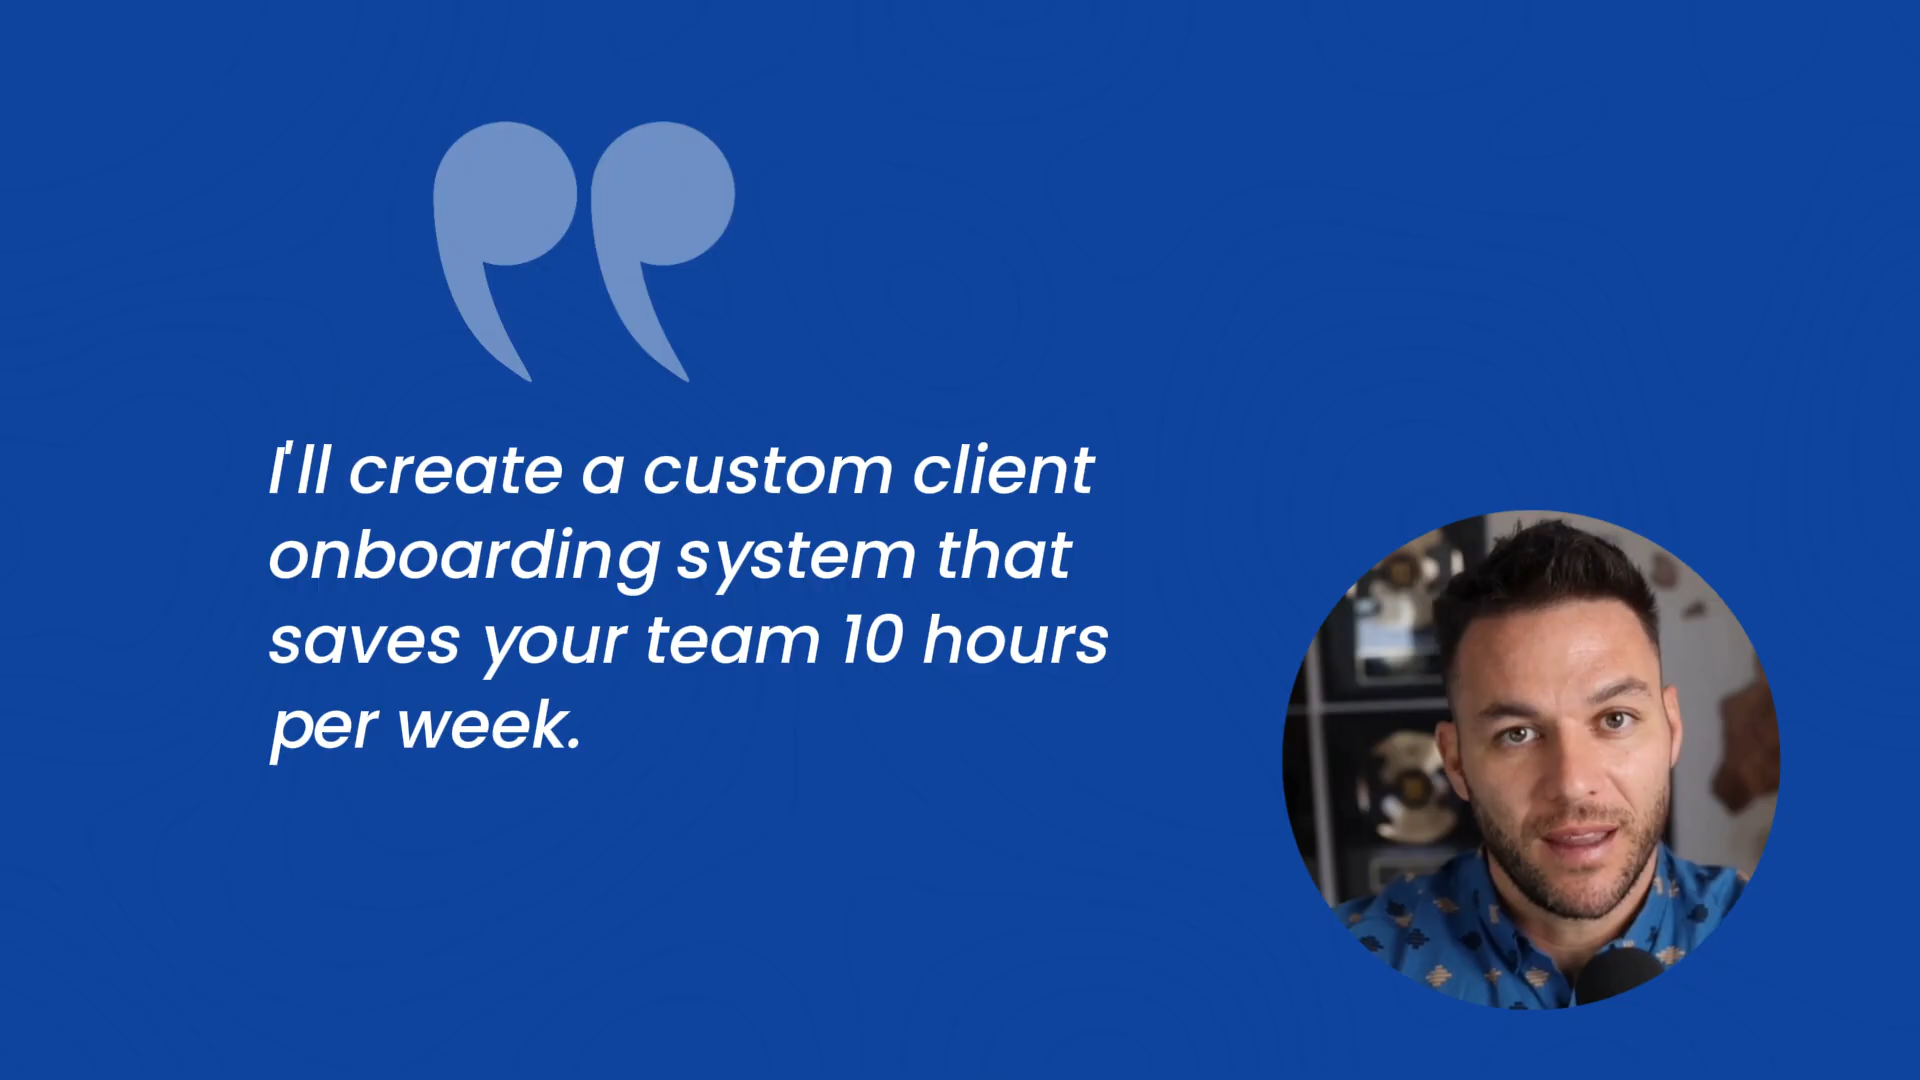 I'll create a custom client
onboarding system that
saves your team 10 hours
per week.